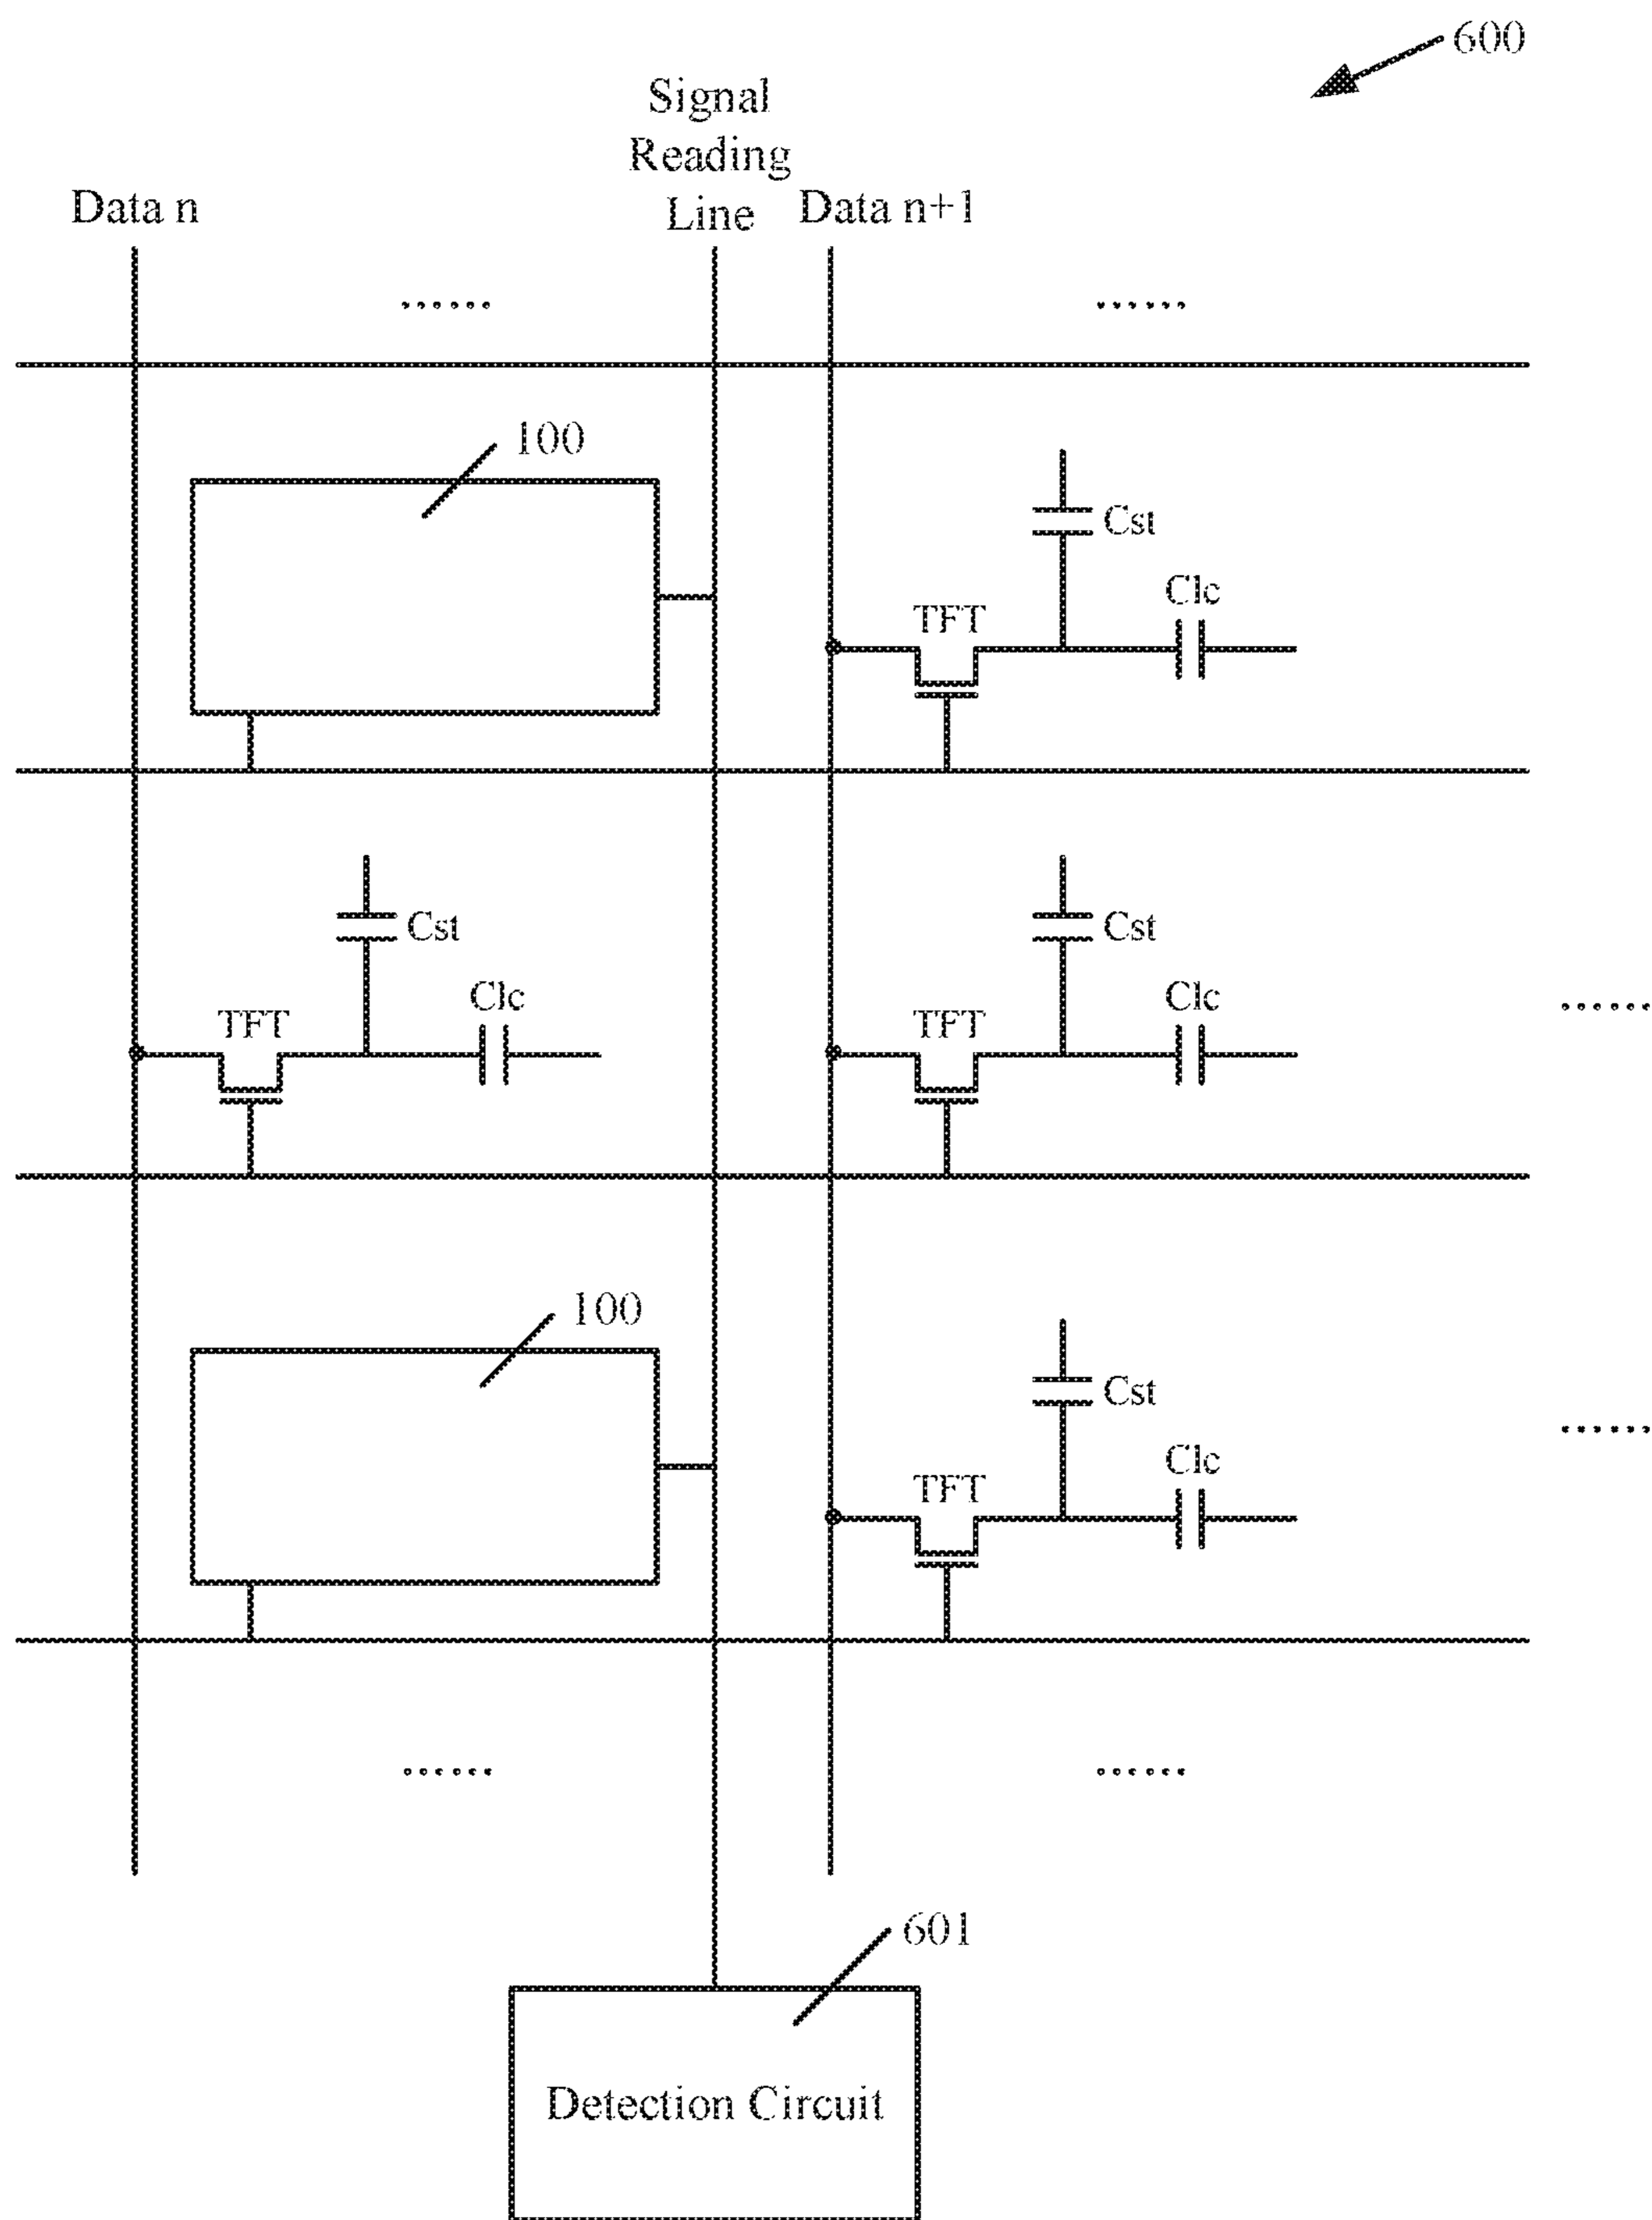 600
Signal
Reading
Line
Data n
Data n+1
......
......
100
Cst
Clc
TFT
Cst
Cst
Clc
Clc
TFT
TFT
......
100
Cst
......
Clc
TFT
......
......
601
Detection Circuit